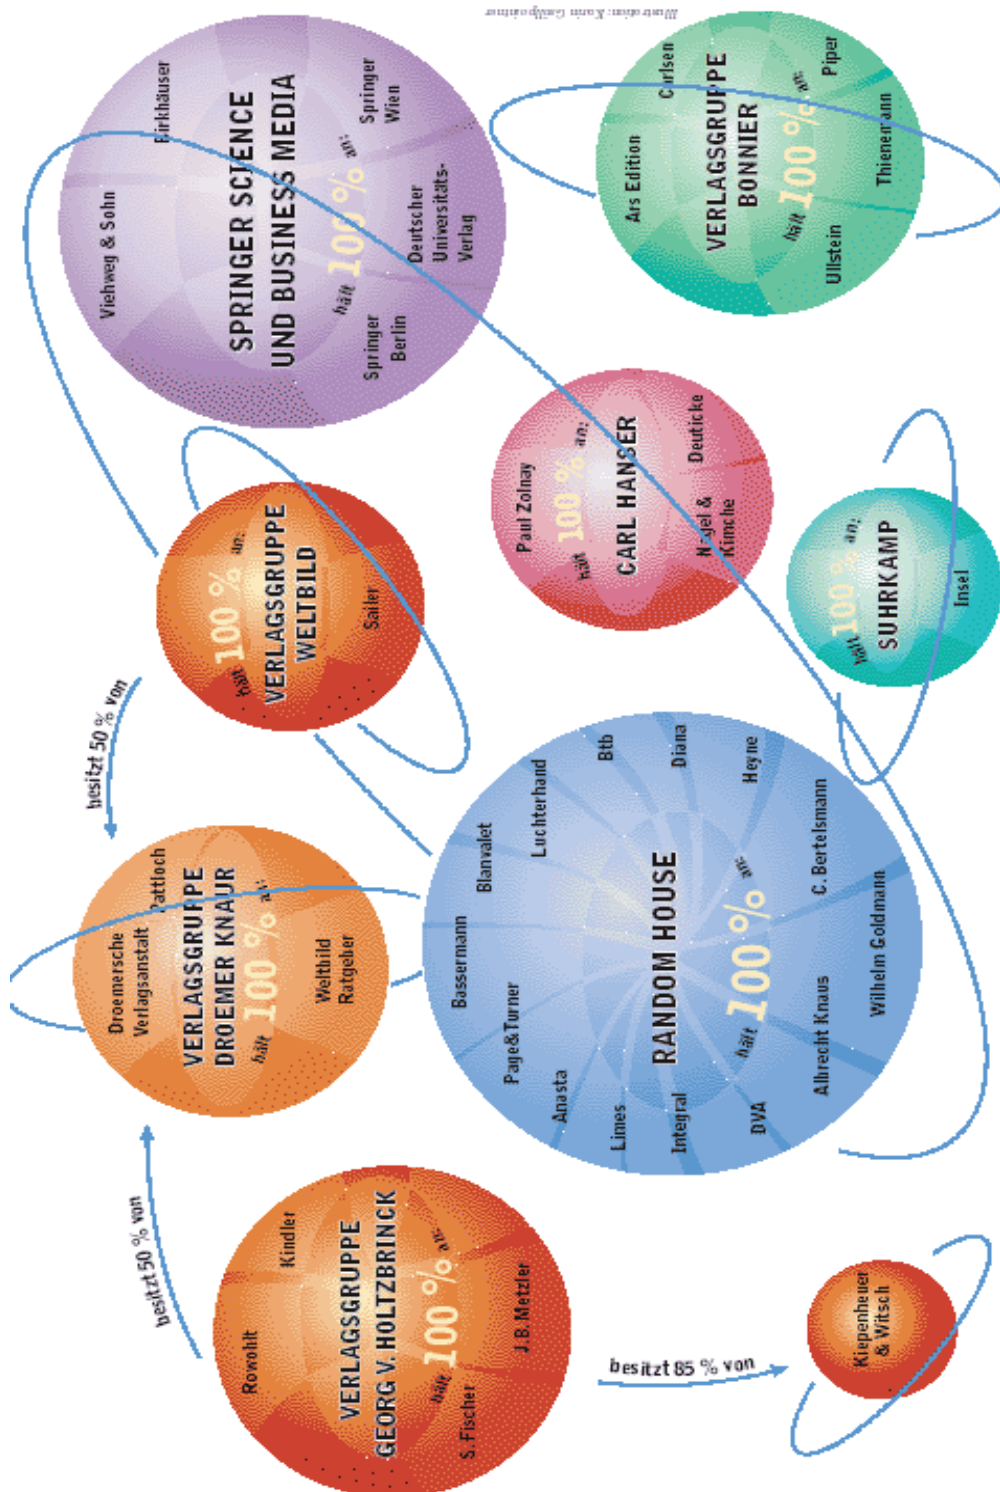 Illustration: Karin
VERLAGSGRUPPE
GEORG V. HOLTZBRINCK
hält 100 % an:
Rowohlt
Kindler
S. Fischer
J.B. Metzler
besitzt 50 % von
besitzt 85 % von
Kiepenheuer
& Witsch
Droemersche
Verlagsanstalt
Pattloch
VERLAGSGRUPPE
DROEMER KNAUR
hält 100 % an:
Weltbild
Ratgeber
besitzt 50 % von
hält 100 % an:
VERLAGSGRUPPE
WELTBILD
Sailer
Viehweg & Sohn
Birkhäuser
SPRINGER SCIENCE
UND BUSINESS MEDIA
hält 100 % an:
Springer
Berlin
Deutscher
Universitäts-
Verlag
Springer
Wien
Bassermann
Blanvalet
Page&Turner
Luchterhand
Anasta
Btb
Limes
RANDOM HOUSE
Integral
Diana
hält 100 % an:
DVA
Heyne
Albrecht Knaus
C. Bertelsmann
Wilhelm Goldmann
Paul Zolnay
hält 100 % an:
CARL HANSER
Nagel &
Kimche
Deuticke
hält 100 % an:
SUHRKAMP
Insel
Ars Edition
Carlsen
VERLAGSGRUPPE
BONNIER
hält 100 % an:
Ullstein
Piper
Thienemann